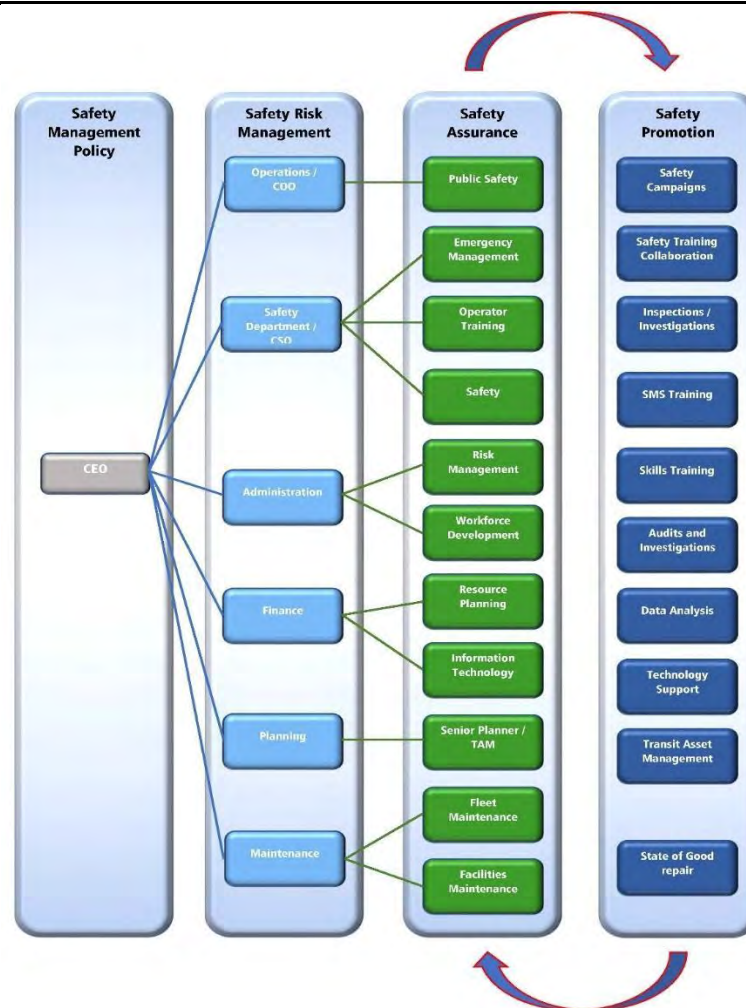 Safety
Management
Policy
Safety Risk
Management
Safety
Assurance
Safety
Promotion
CEO
Operations /
COO
Safety
Department /
CSO
Administration
Finance
Planning
Maintenance
Public Safety
Emergency
Management
Operator
Training
Safety
Risk
Management
Workforce
Development
Resource
Planning
Information
Technology
Senior Planner /
TAM
Fleet
Maintenance
Facilities
Maintenance
Safety
Campaigns
Safety Training
Collaboration
Inspections /
Investigations
SMS Training
Skills Training
Audits and
Investigations
Data Analysis
Technology
Support
Transit Asset
Management
State of Good
repair